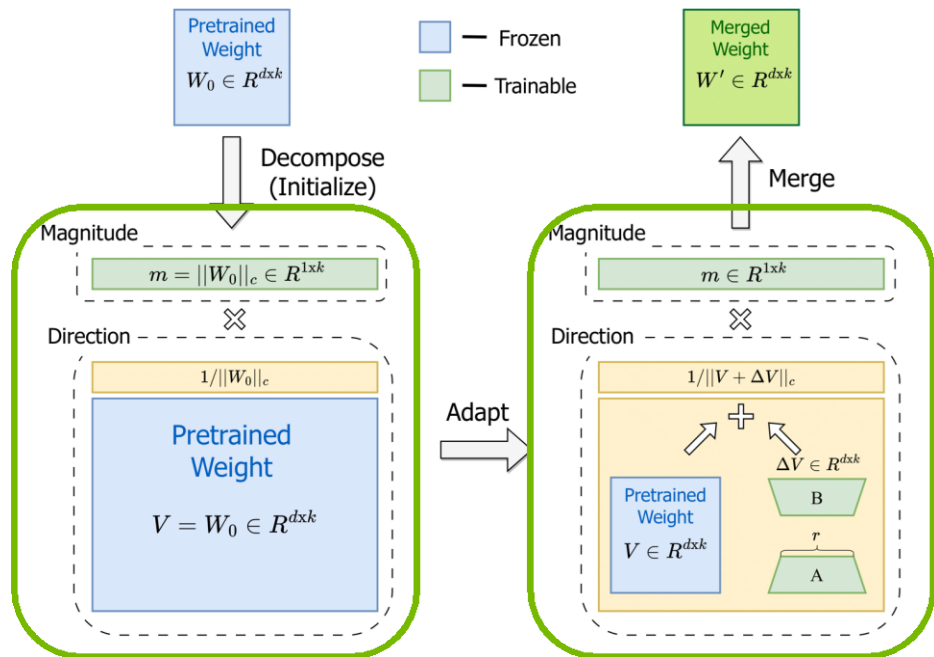 Pretrained
Weight
W₀ ∈ R^{dxk}
— Frozen
— Trainable
Merged
Weight
W′ ∈ R^{dxk}
Decompose
(Initialize)
Merge
Magnitude
m = ||W₀||_c ∈ R^{1xk}
Direction
1/||W₀||_c
Pretrained
Weight
V = W₀ ∈ R^{dxk}
Adapt
Magnitude
m ∈ R^{1xk}
Direction
1/||V + ΔV||_c
ΔV ∈ R^{dxk}
Pretrained
Weight
V ∈ R^{dxk}
B
r
A